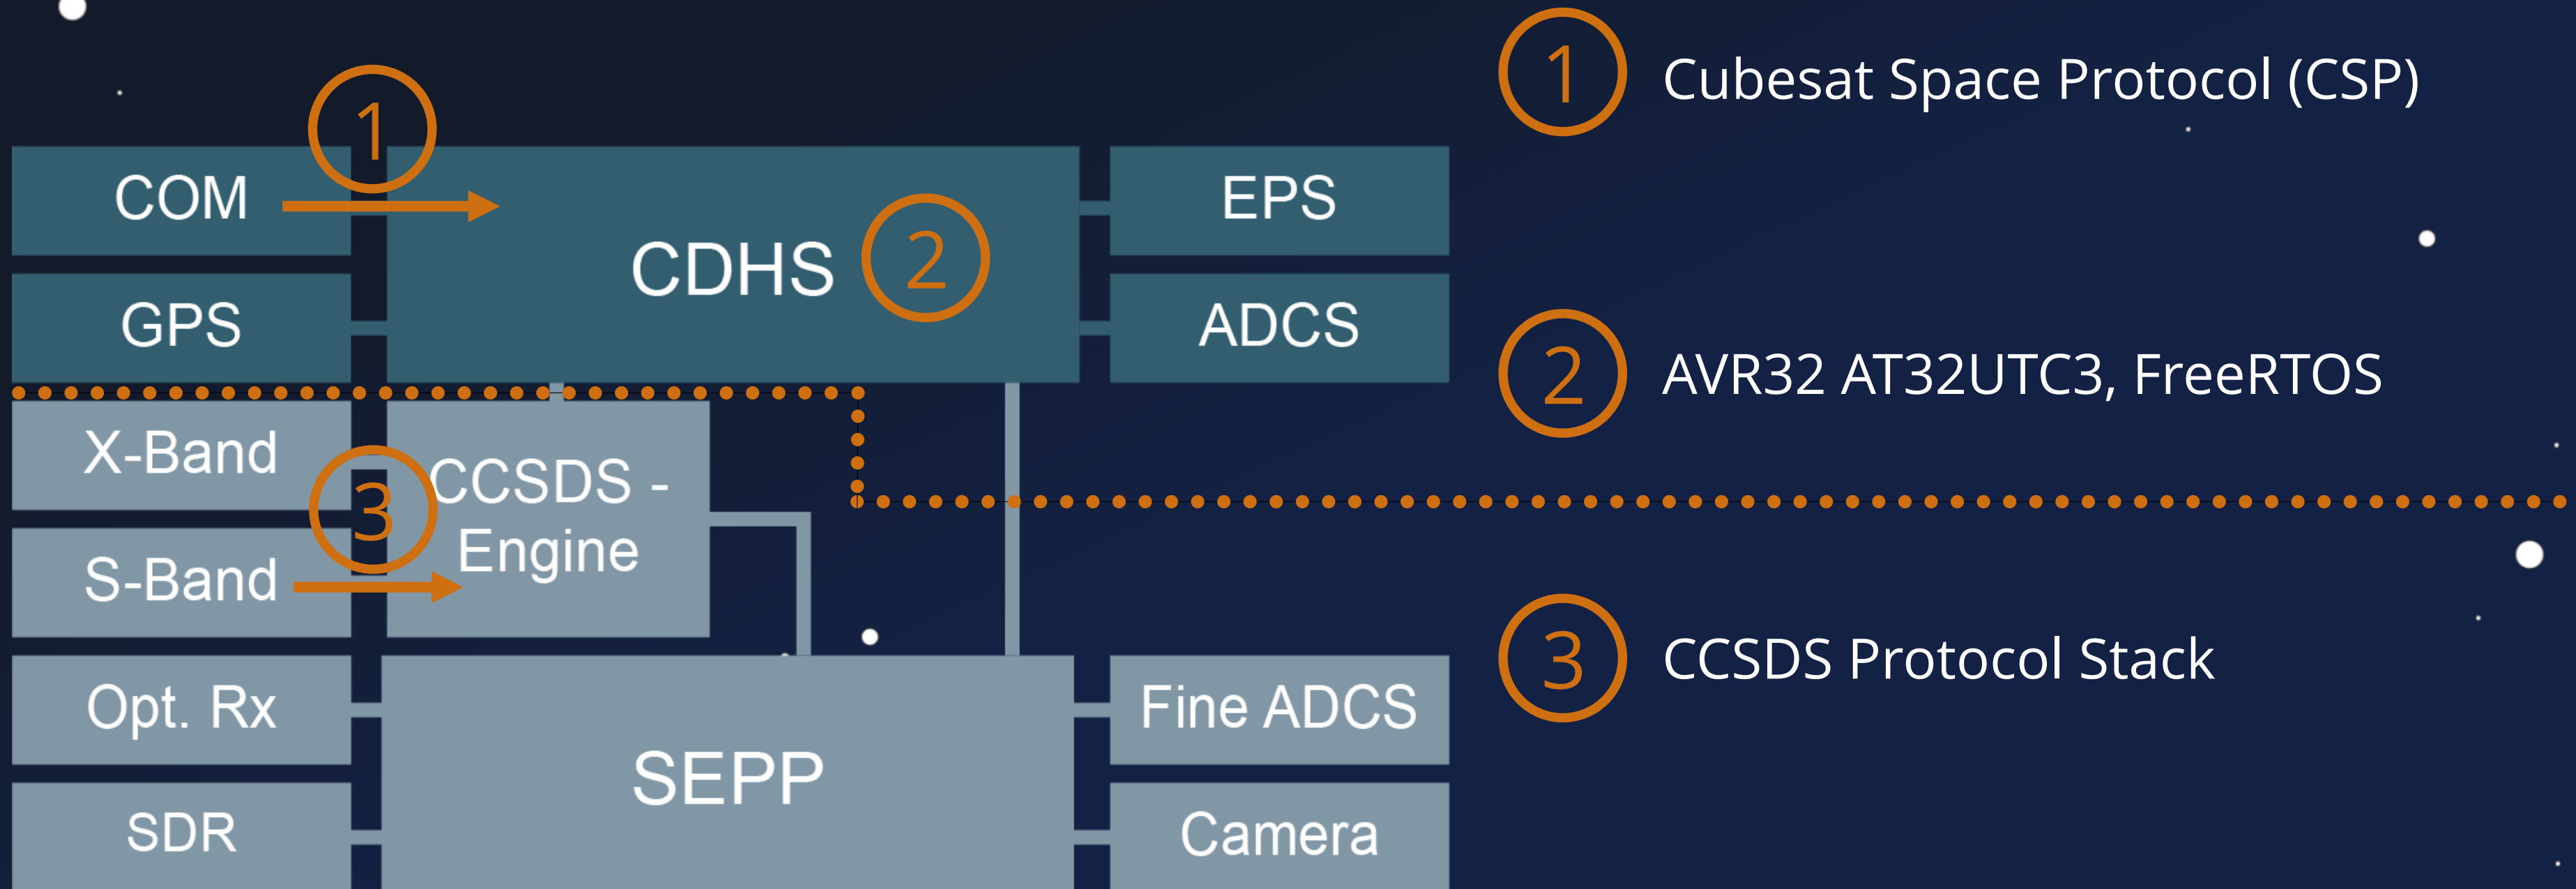 1
COM
GPS
CDHS
2
EPS
ADCS
X-Band
S-Band
3
CCSDS -
Engine
Opt. Rx
SDR
SEPP
Fine ADCS
Camera
1 Cubesat Space Protocol (CSP)
2 AVR32 AT32UTC3, FreeRTOS
3 CCSDS Protocol Stack